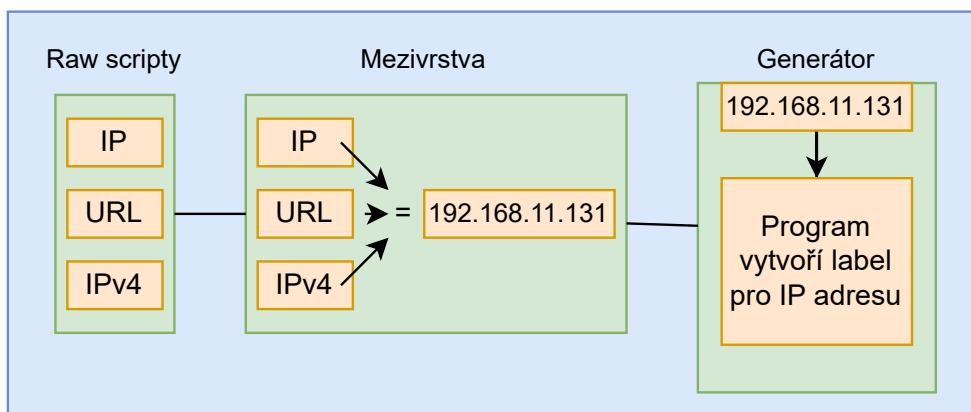 Raw scripty
IP
URL
IPv4
Mezivrstva
IP
URL
IPv4
= 192.168.11.131
Generátor
192.168.11.131
Program
vytvoří label
pro IP adresu